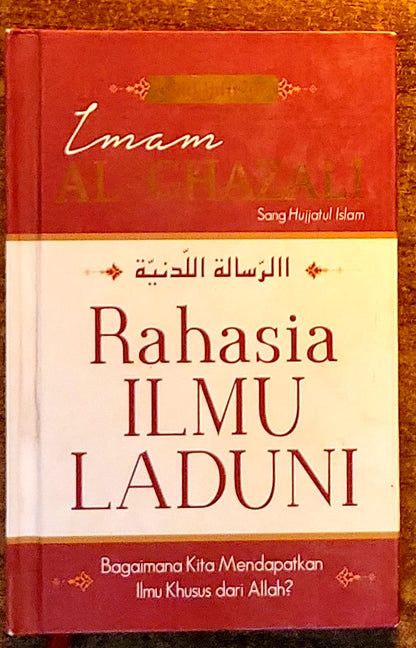 Imam
AL-GHAZALI
Sang Hujjatul Islam
االرّسالة اللّدنيّة
Rahasia
ILMU
LADUNI
Bagaimana Kita Mendapatkan
Ilmu Khusus dari Allah?